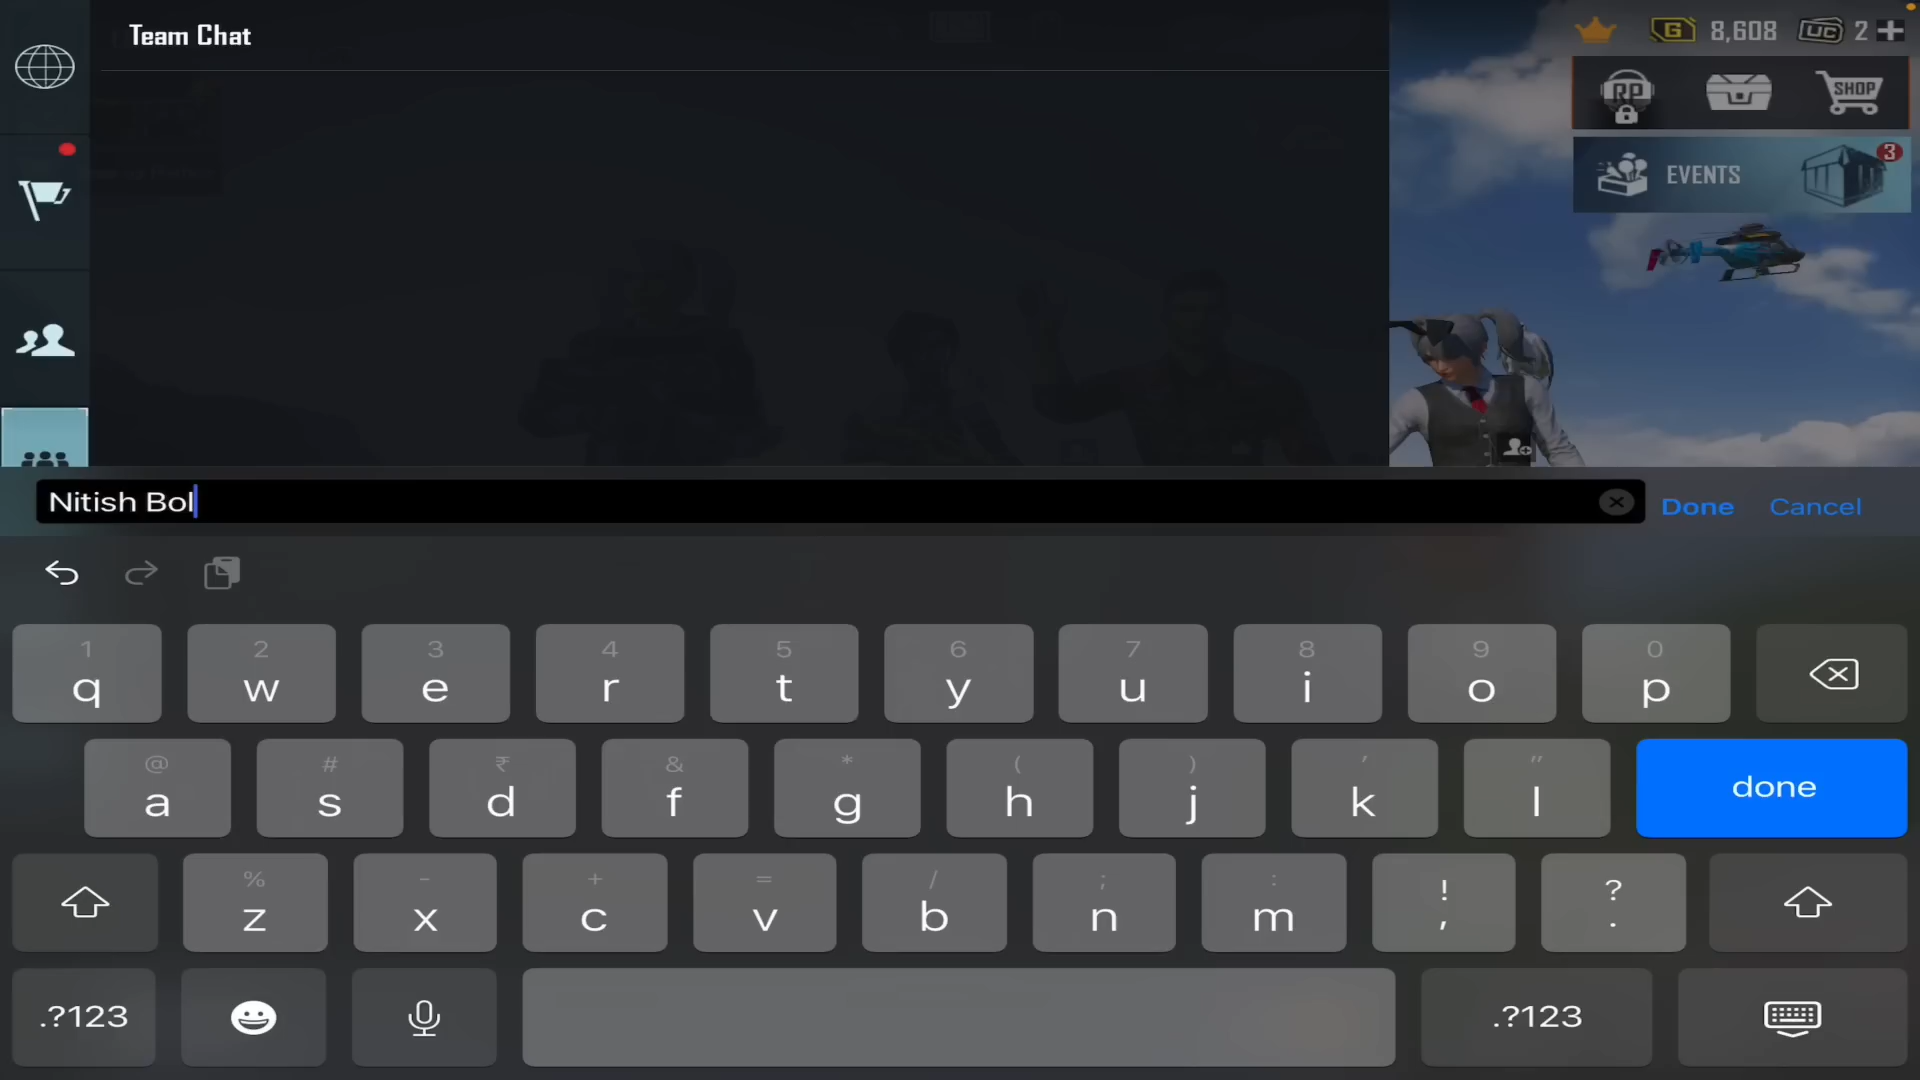 Team Chat
G 8,608 UC 2
RP
SHOP
EVENTS
3
Nitish Bol
Done Cancel
1 2 3 4 5 6 7 8 9 0
q w e r t y u i o p
@ # ₹ & * ( ) ' "
a s d f g h j k l done
% - + = / ; : ! ?
z x c v b n m , .
.?123 .?123